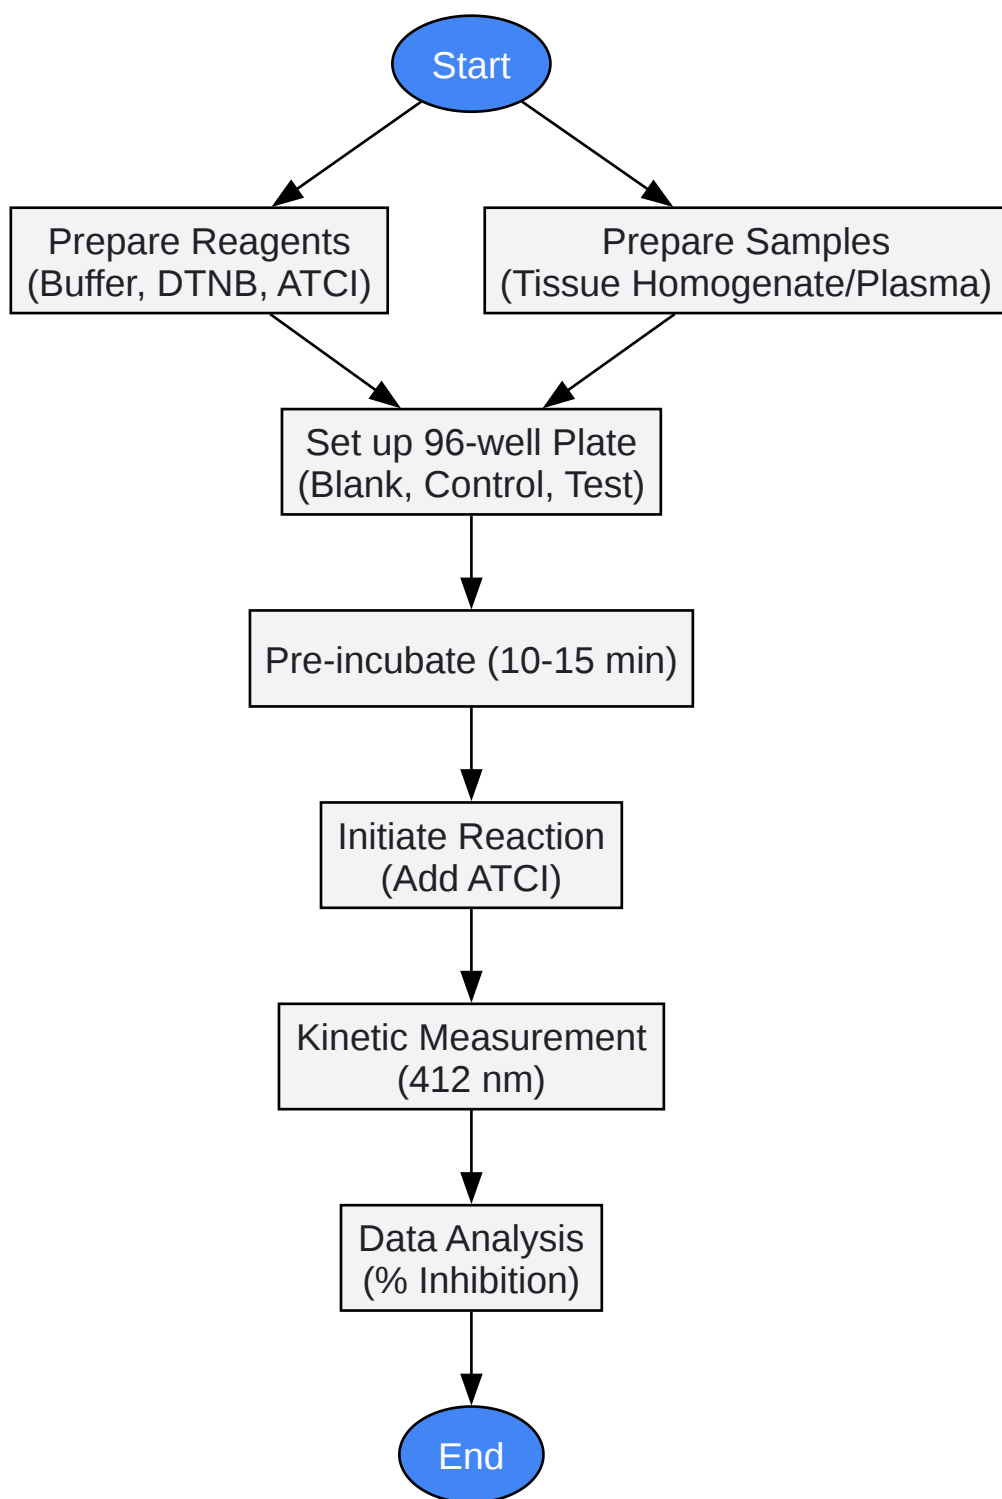 Start
Prepare Reagents
(Buffer, DTNB, ATCI)
Prepare Samples
(Tissue Homogenate/Plasma)
Set up 96-well Plate
(Blank, Control, Test)
Pre-incubate (10-15 min)
Initiate Reaction
(Add ATCI)
Kinetic Measurement
(412 nm)
Data Analysis
(% Inhibition)
End